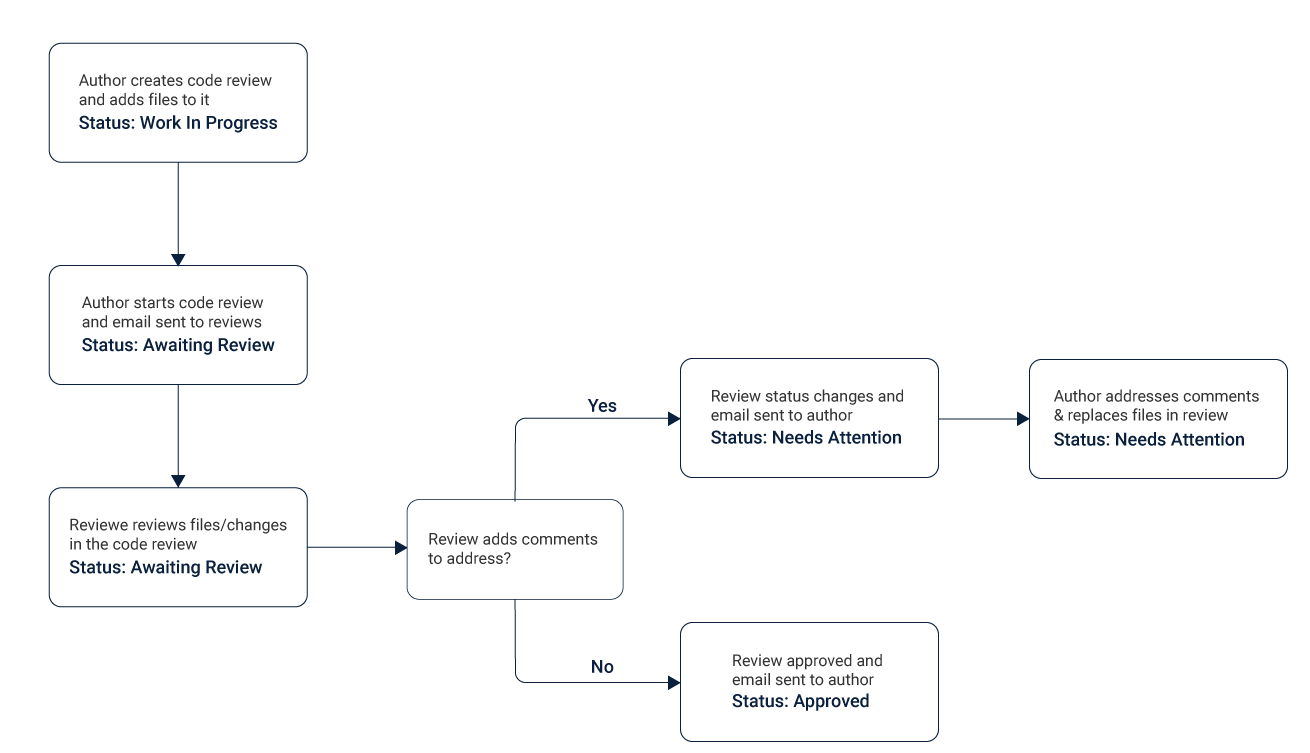 Author creates code review
and adds files to it
Status: Work In Progress
Author starts code review
and email sent to reviews
Status: Awaiting Review
Reviewe reviews files/changes
in the code review
Status: Awaiting Review
Review adds comments
to address?
Yes
Review status changes and
email sent to author
Status: Needs Attention
Author addresses comments
& replaces files in review
Status: Needs Attention
No
Review approved and
email sent to author
Status: Approved